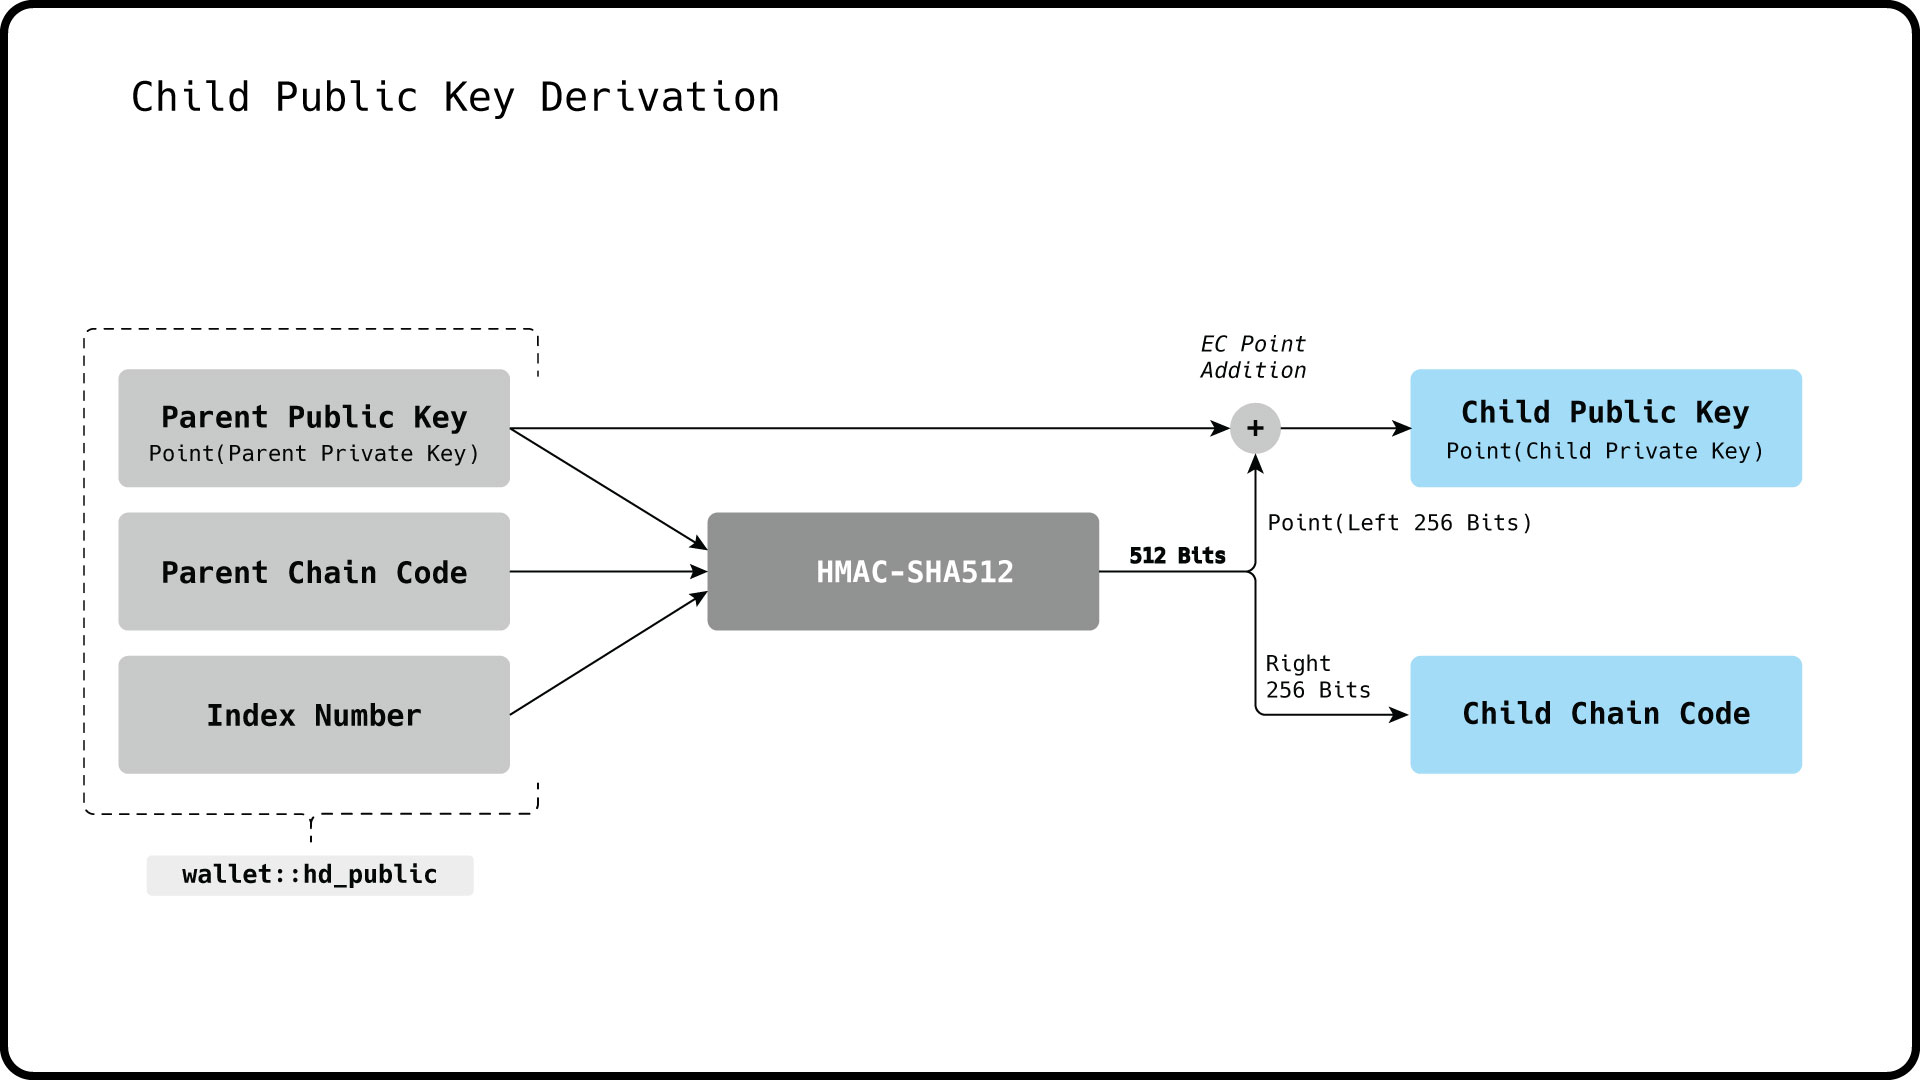 Child Public Key Derivation
EC Point
Addition
Parent Public Key
Point(Parent Private Key)
+
Child Public Key
Point(Child Private Key)
Point(Left 256 Bits)
Parent Chain Code
HMAC-SHA512
512 Bits
Right
256 Bits
Index Number
Child Chain Code
wallet::hd_public